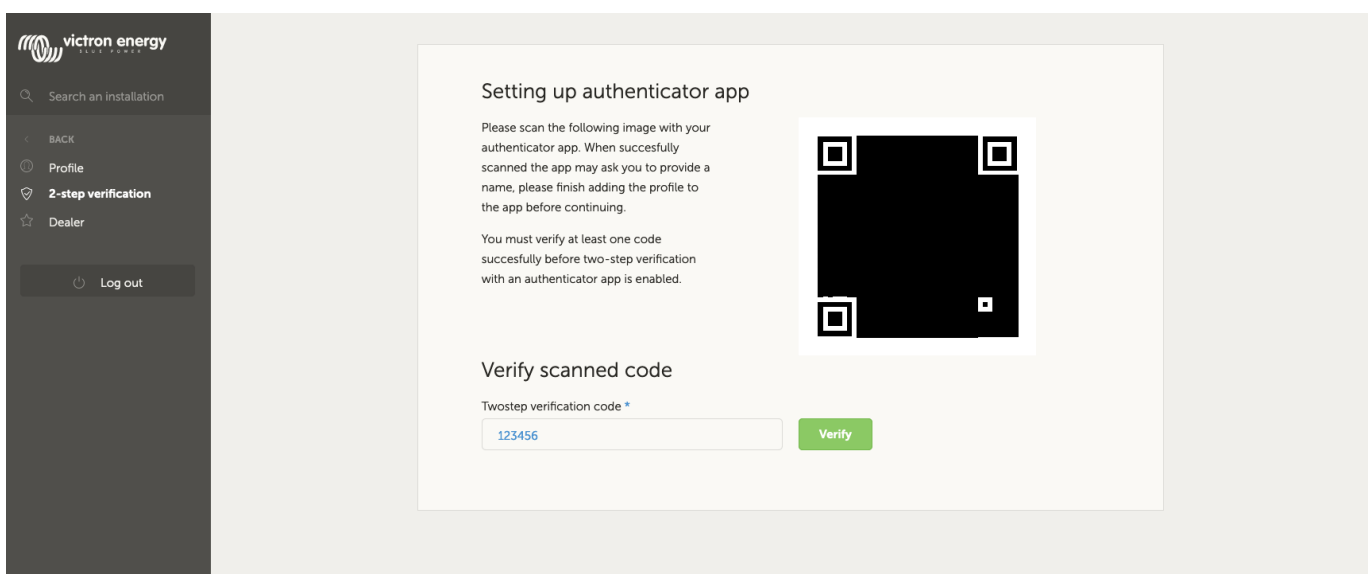 victron energy
BLUE POWER
Search an installation
BACK
Profile
2-step verification
Dealer
Log out
Setting up authenticator app
Please scan the following image with your
authenticator app. When succesfully
scanned the app may ask you to provide a
name, please finish adding the profile to
the app before continuing.
You must verify at least one code
succesfully before two-step verification
with an authenticator app is enabled.
Verify scanned code
Twostep verification code *
123456
Verify